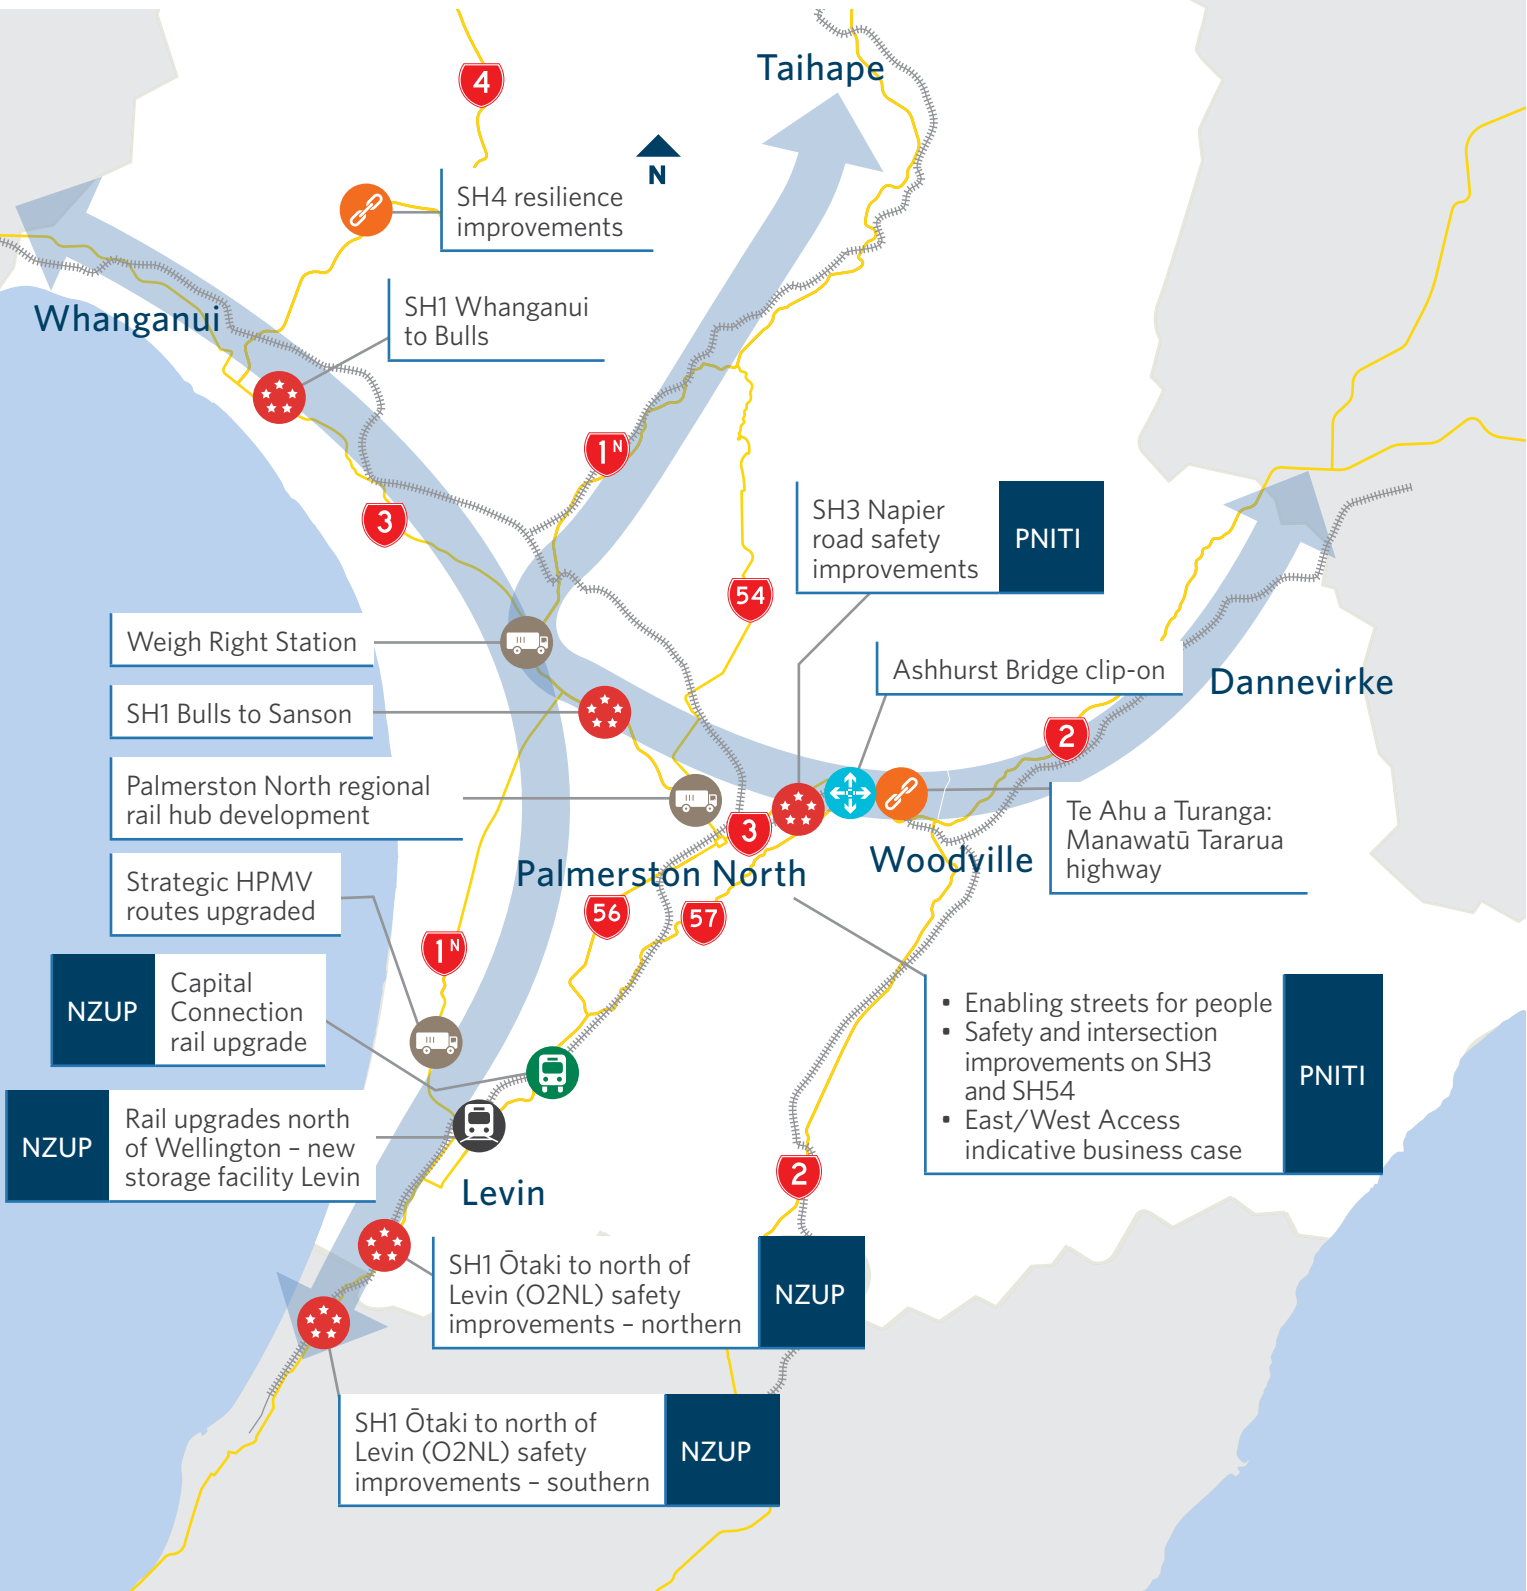 4
Taihape
N
SH4 resilience
improvements
SH1 Whanganui
to Bulls
Whanganui
1N
3
SH3 Napier
road safety
improvements
PNITI
54
Weigh Right Station
Ashhurst Bridge clip-on
Dannevirke
SH1 Bulls to Sanson
2
Palmerston North regional
rail hub development
Te Ahu a Turanga:
Manawatū Tararua
highway
3
Palmerston North
Woodville
Strategic HPMV
routes upgraded
56
57
1N
NZUP
Capital
Connection
rail upgrade
• Enabling streets for people
• Safety and intersection
improvements on SH3
and SH54
• East/West Access
indicative business case
PNITI
NZUP
Rail upgrades north
of Wellington – new
storage facility Levin
2
Levin
SH1 Ōtaki to north of
Levin (O2NL) safety
improvements – northern
NZUP
SH1 Ōtaki to north of
Levin (O2NL) safety
improvements – southern
NZUP